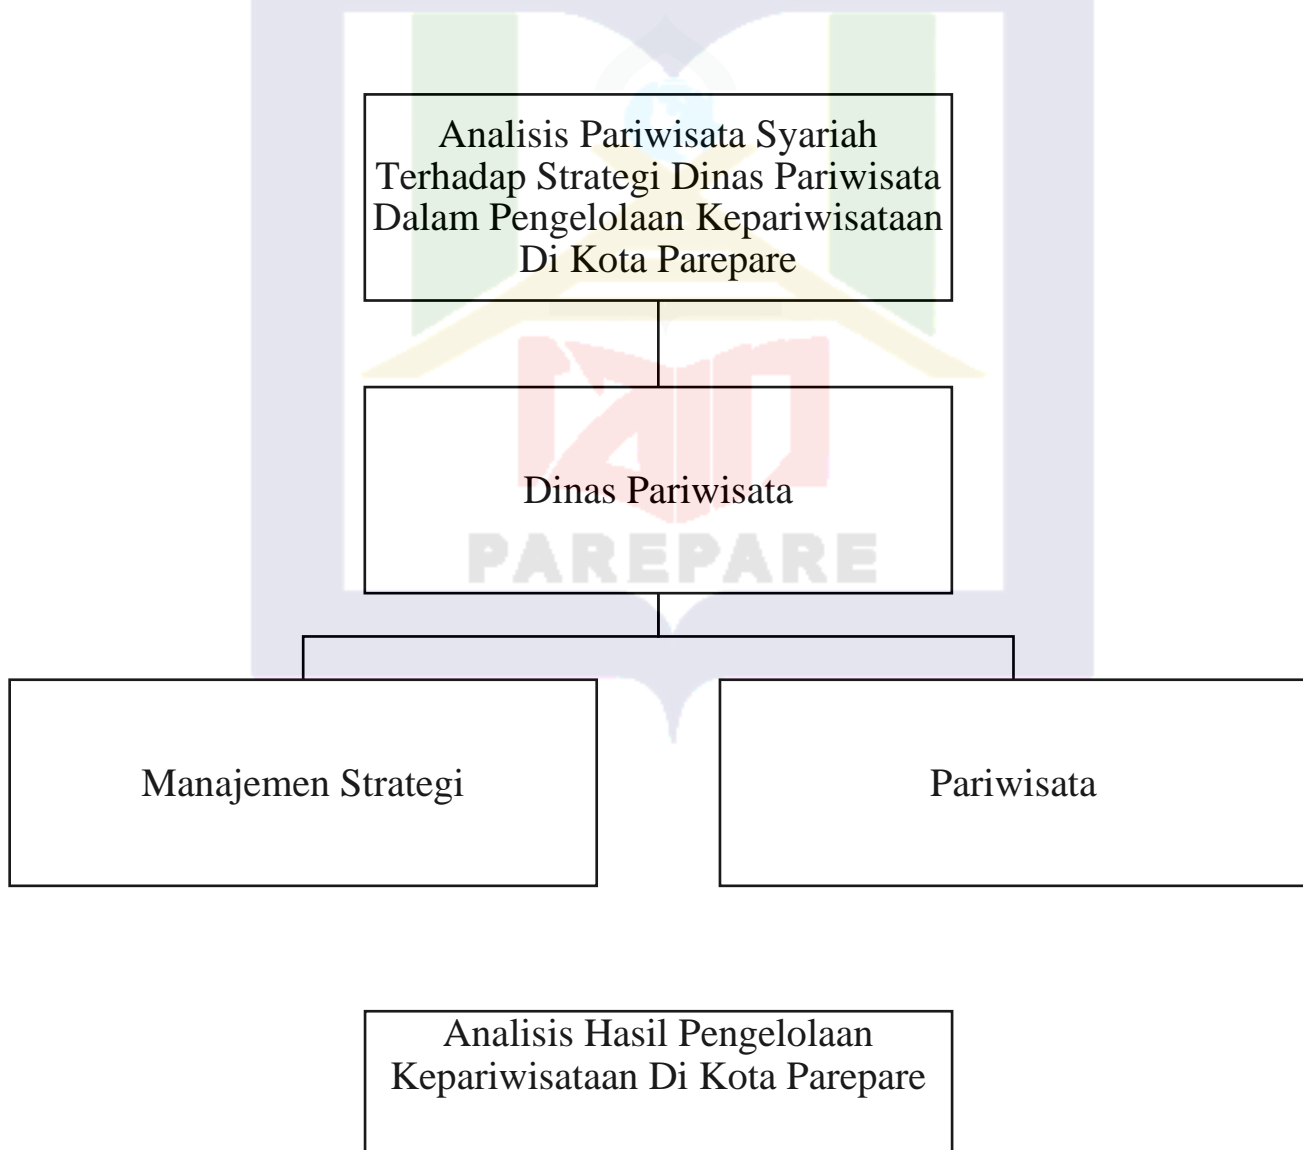 Analisis Pariwisata Syariah
Terhadap Strategi Dinas Pariwisata
Dalam Pengelolaan Kepariwisataan
Di Kota Parepare
Dinas Pariwisata
PAREPARE
Manajemen Strategi
Pariwisata
Analisis Hasil Pengelolaan
Kepariwisataan Di Kota Parepare